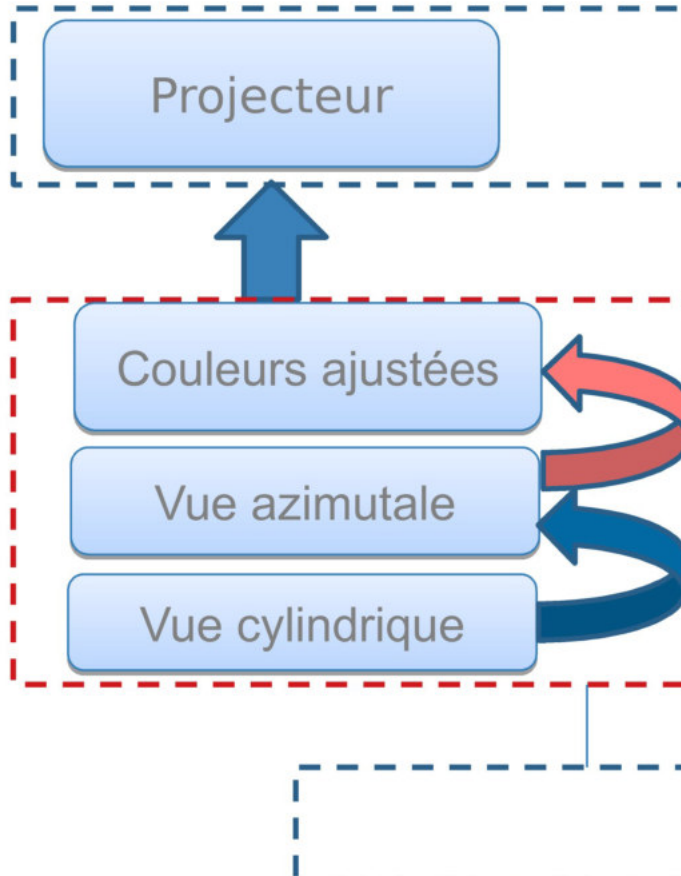 Projecteur
Couleurs ajustées
Vue azimutale
Vue cylindrique